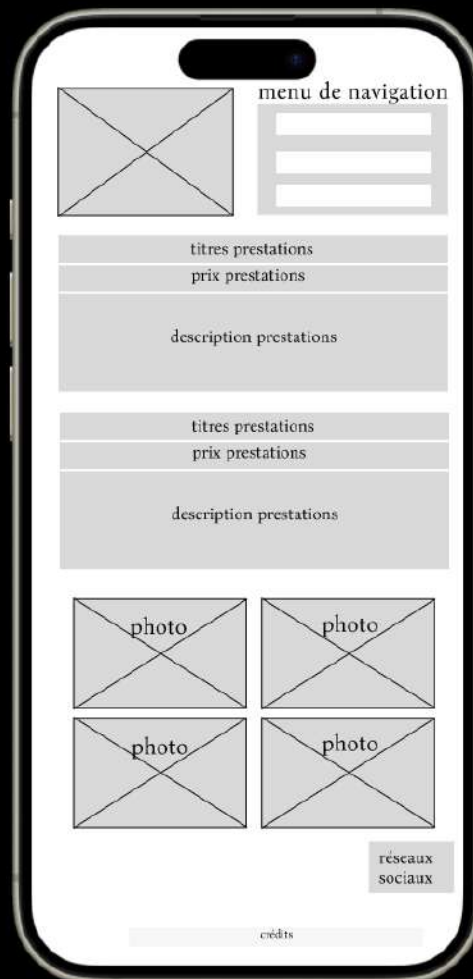 menu de navigation
titres prestations
prix prestations
description prestations
titres prestations
prix prestations
description prestations
photo
photo
photo
photo
réseaux
sociaux
crédits